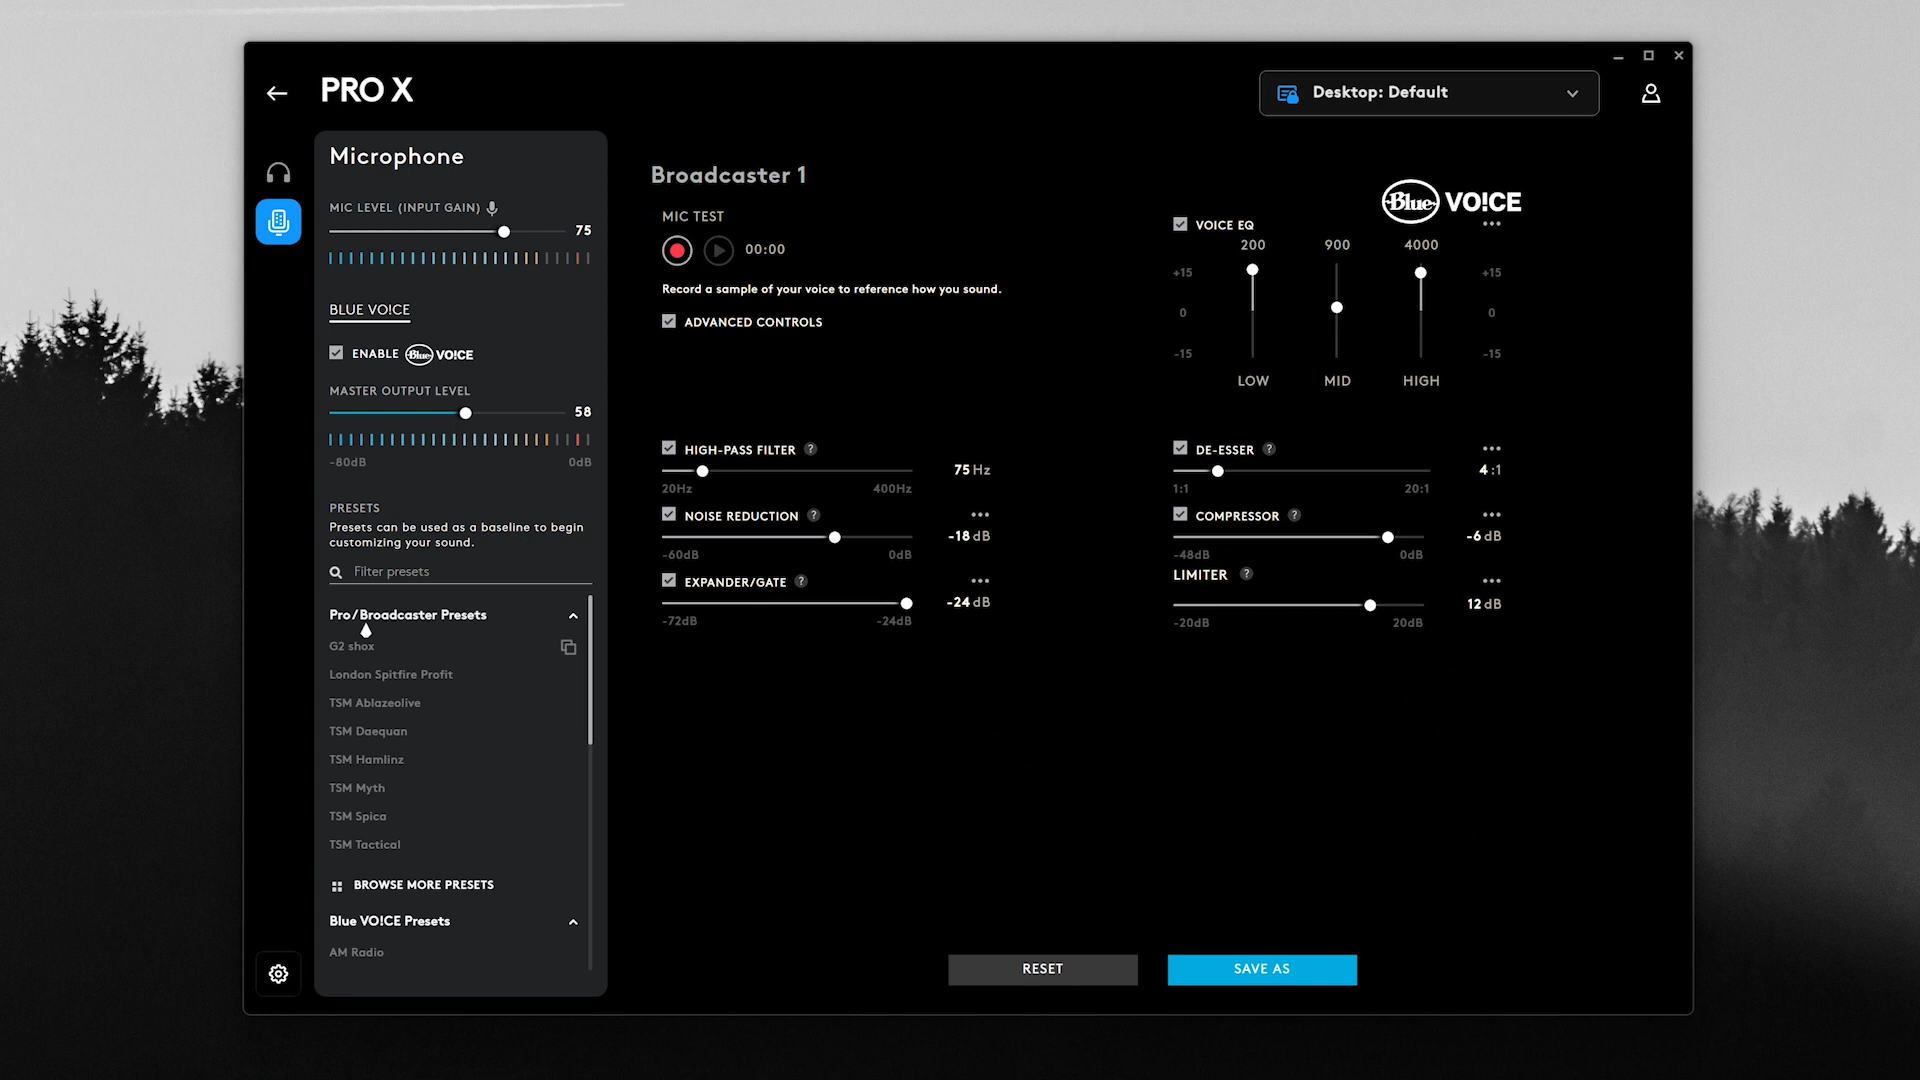 PRO X
Desktop: Default
Microphone
MIC LEVEL (INPUT GAIN)
75
BLUE VO!CE
ENABLE Blue VO!CE
MASTER OUTPUT LEVEL
58
-80dB 0dB
PRESETS
Presets can be used as a baseline to begin
customizing your sound.
Filter presets
Pro/Broadcaster Presets
G2 shox
London Spitfire Profit
TSM Ablazeolive
TSM Daequan
TSM Hamlinz
TSM Myth
TSM Spica
TSM Tactical
BROWSE MORE PRESETS
Blue VO!CE Presets
AM Radio
Broadcaster 1
MIC TEST
00:00
Record a sample of your voice to reference how you sound.
ADVANCED CONTROLS
Blue VO!CE
VOICE EQ
200 900 4000
+15 +15
0 0
-15 -15
LOW MID HIGH
HIGH-PASS FILTER ?
75 Hz
20Hz 400Hz
NOISE REDUCTION ?
-18 dB
-60dB 0dB
EXPANDER/GATE ?
-24 dB
-72dB -24dB
DE-ESSER ?
4 :1
1:1 20:1
COMPRESSOR ?
-6 dB
-48dB 0dB
LIMITER ?
12 dB
-20dB 20dB
RESET
SAVE AS